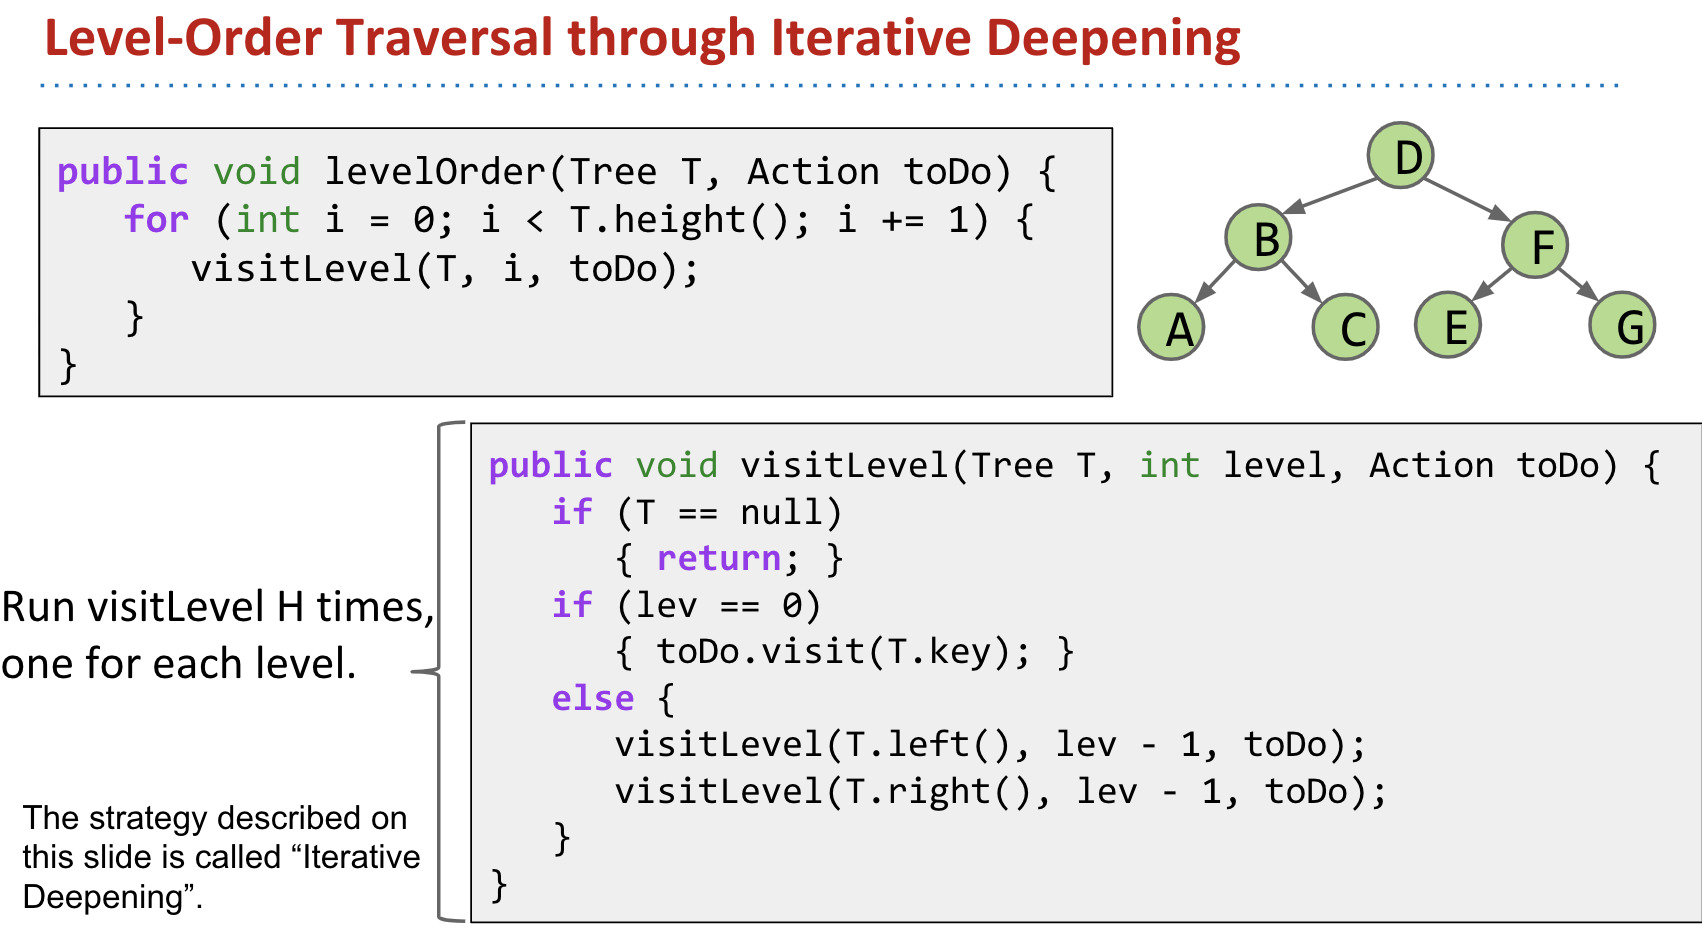 Level-Order Traversal through Iterative Deepening
public void levelOrder(Tree T, Action toDo) {
   for (int i = 0; i < T.height(); i += 1) {
      visitLevel(T, i, toDo);
   }
}
D
B F
A C E G
public void visitLevel(Tree T, int level, Action toDo) {
   if (T == null)
      { return; }
   if (lev == 0)
      { toDo.visit(T.key); }
   else {
      visitLevel(T.left(), lev - 1, toDo);
      visitLevel(T.right(), lev - 1, toDo);
   }
}
Run visitLevel H times,
one for each level.
The strategy described on
this slide is called “Iterative
Deepening”.